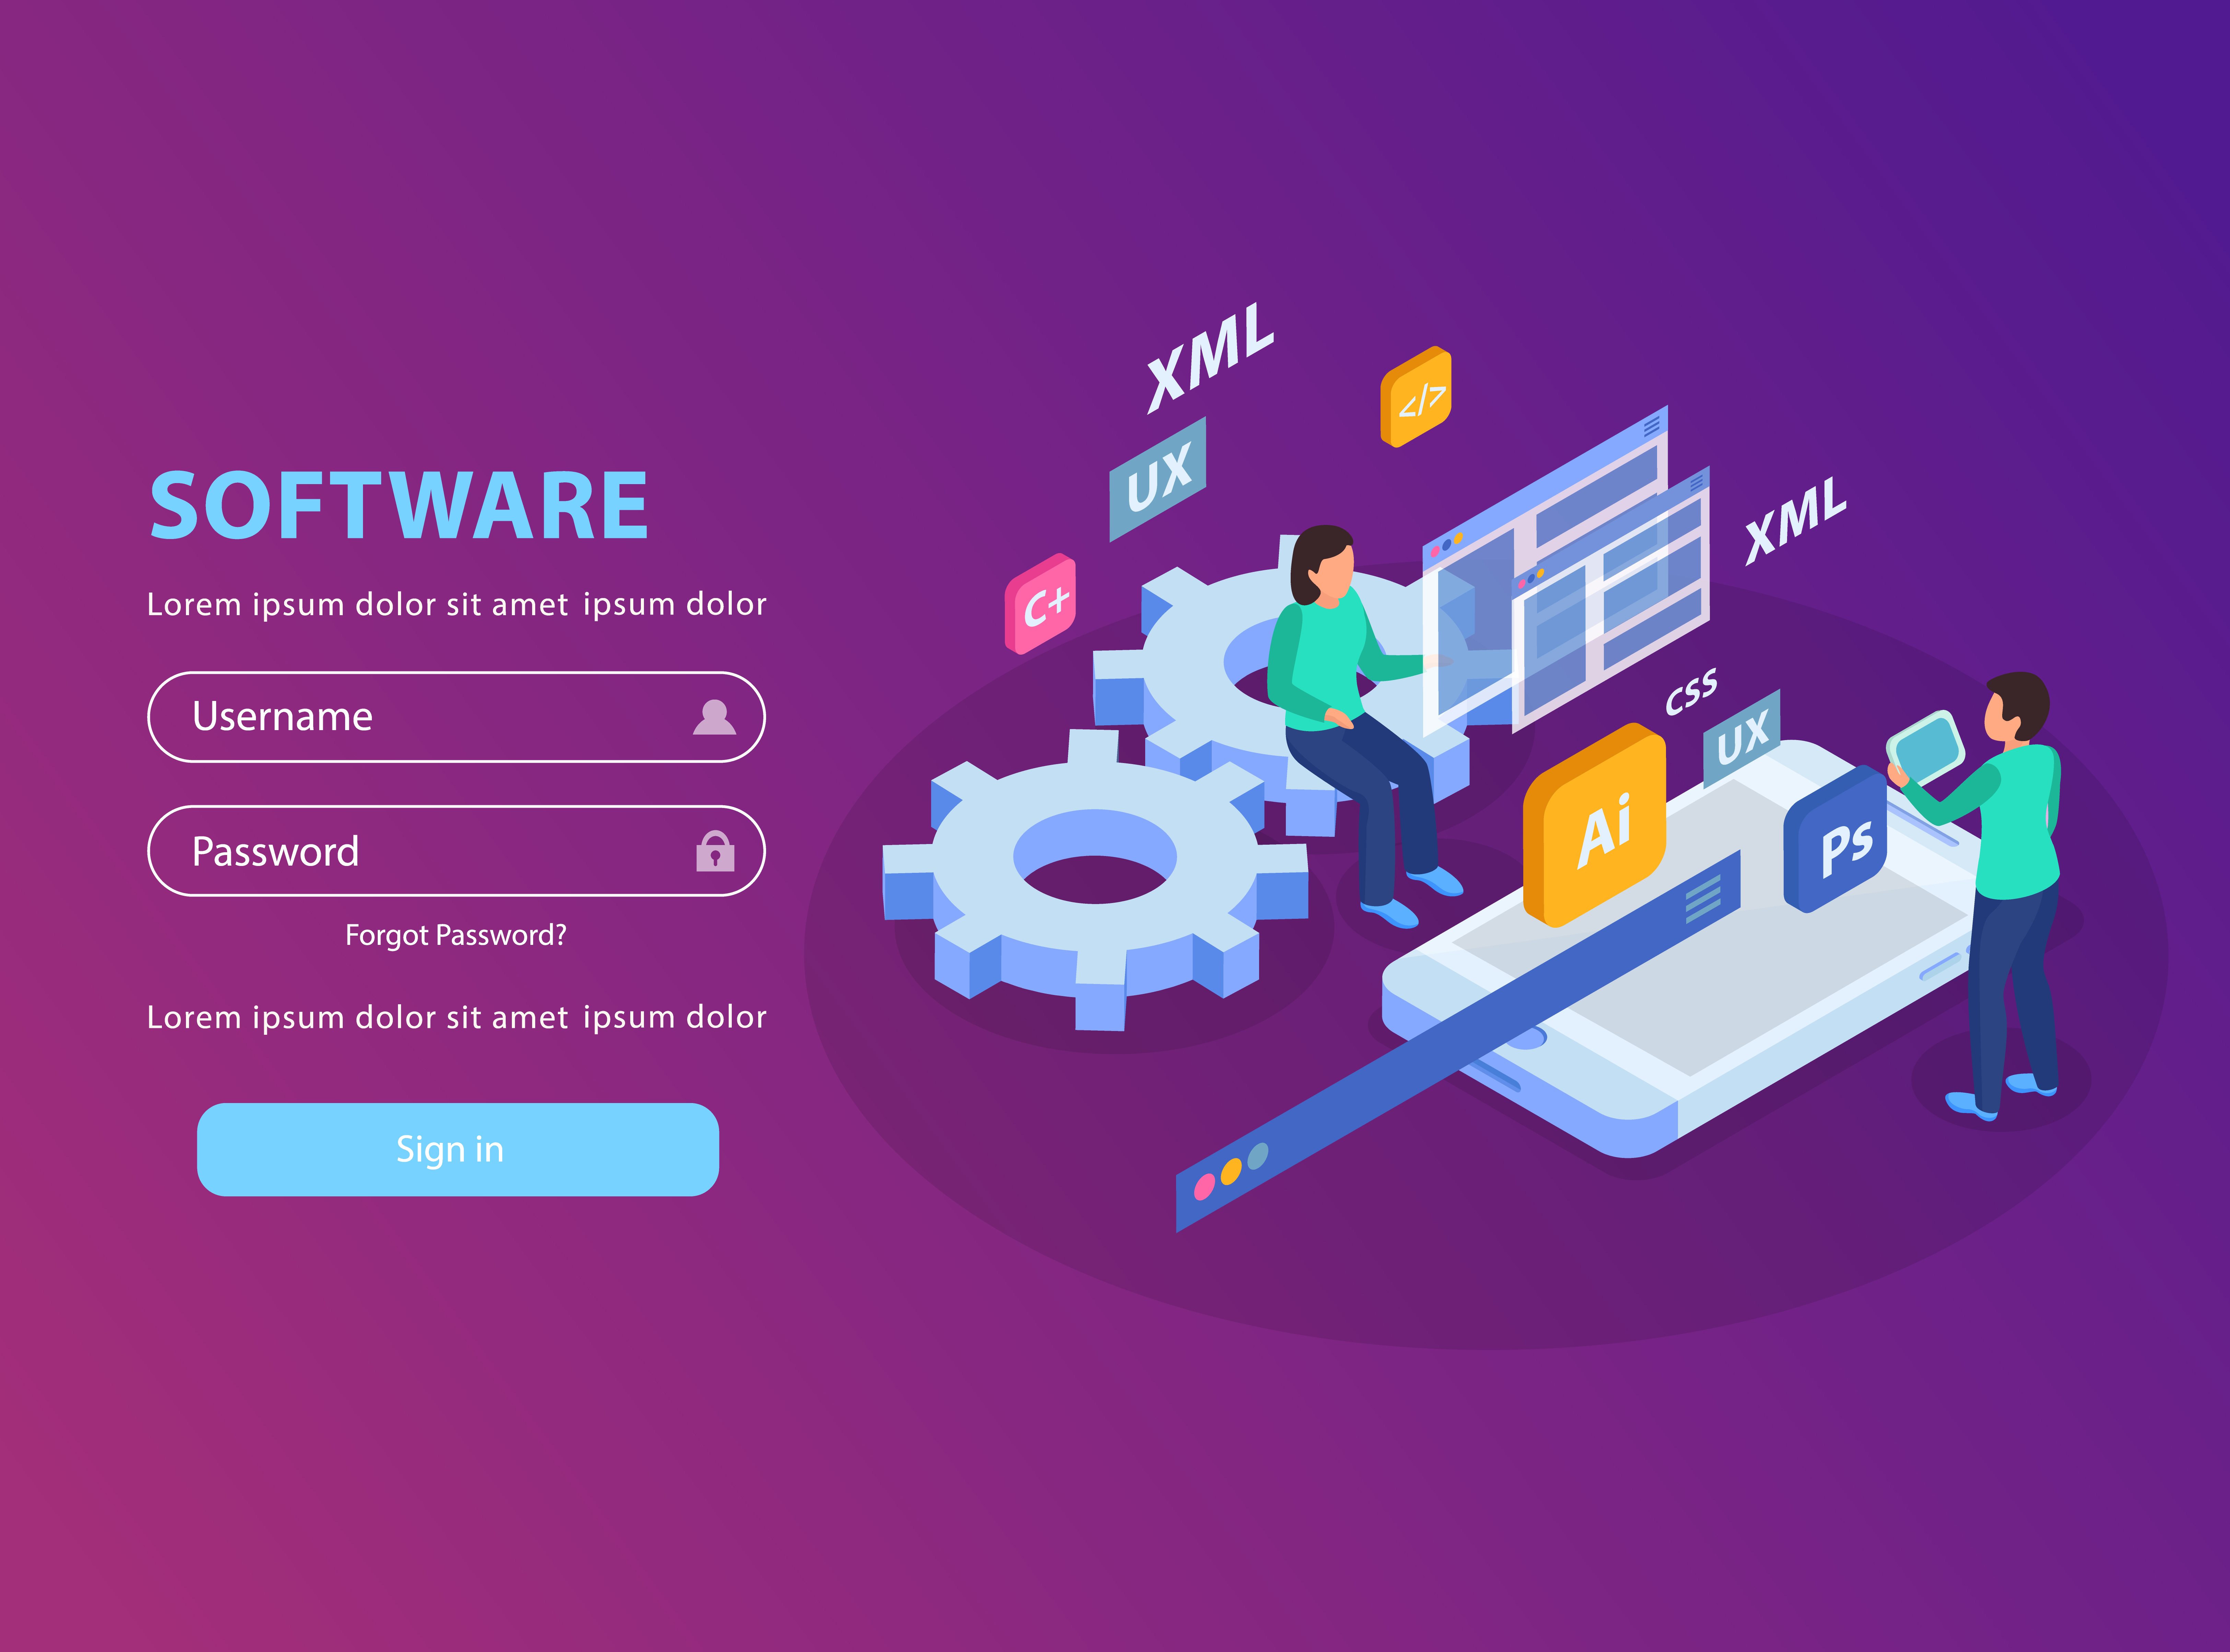 SOFTWARE
Lorem ipsum dolor sit amet ipsum dolor
Username
Password
Forgot Password?
Lorem ipsum dolor sit amet ipsum dolor
Sign in
XML
</>
UX
C+
XML
CSS
UX
Ai
Ps